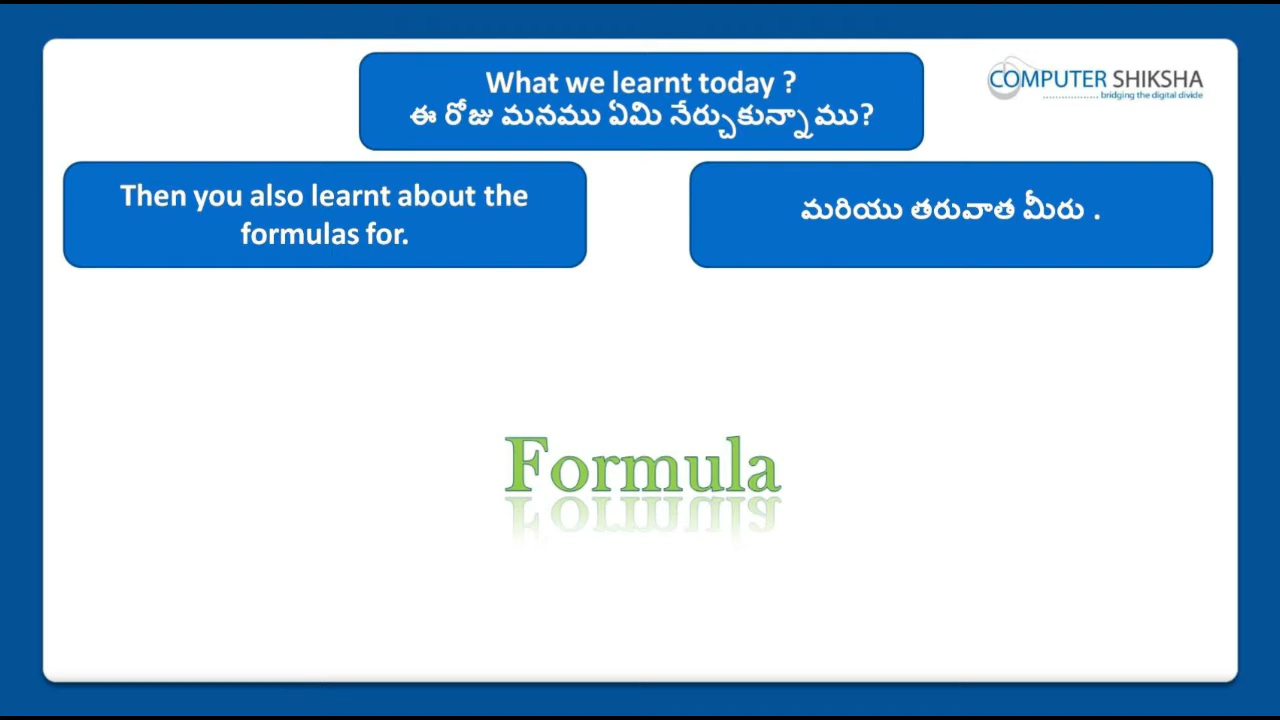 What we learnt today ?
ఈ రోజు మనము ఏమి నేర్చుకున్నాము?
COMPUTER SHIKSHA
bridging the digital divide
Then you also learnt about the
formulas for.
మరియు తరువాత మీరు .
Formula